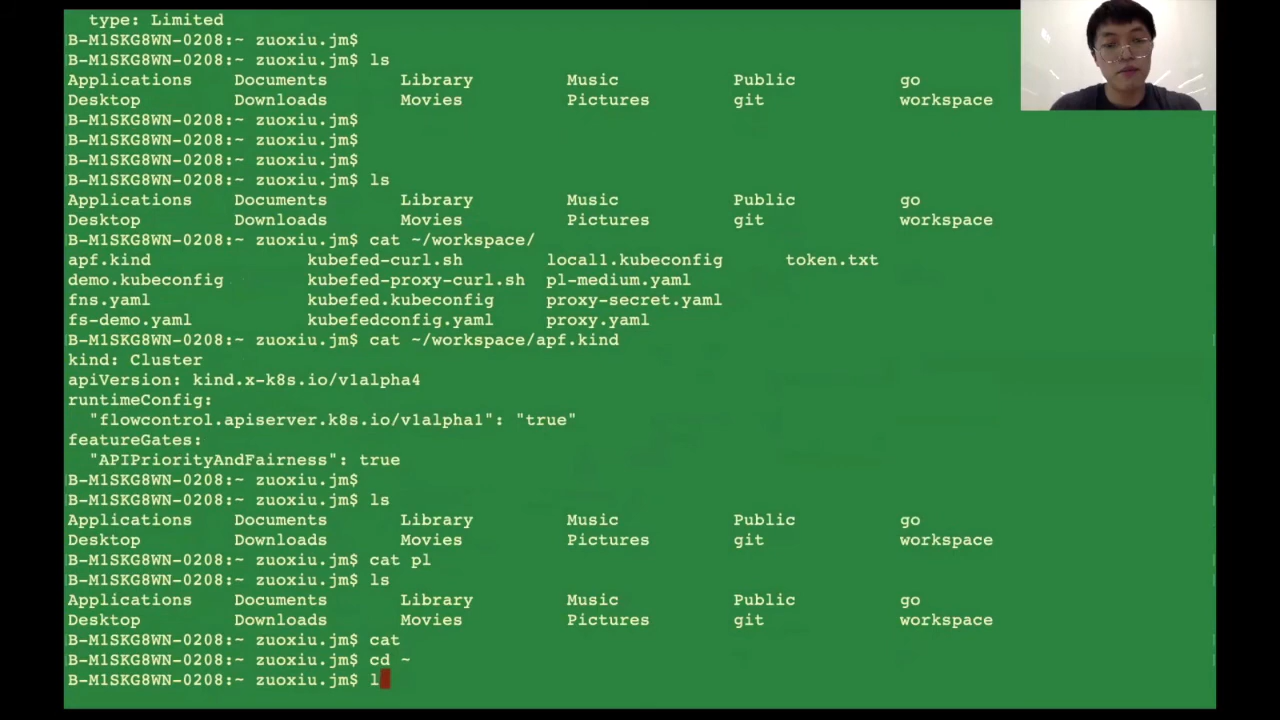 type: Limited
B-M1SKG8WN-0208:~ zuoxiu.jm$
B-M1SKG8WN-0208:~ zuoxiu.jm$ ls
Applications    Documents       Library         Music           Public          go
Desktop         Downloads       Movies          Pictures        git             workspace
B-M1SKG8WN-0208:~ zuoxiu.jm$
B-M1SKG8WN-0208:~ zuoxiu.jm$
B-M1SKG8WN-0208:~ zuoxiu.jm$
B-M1SKG8WN-0208:~ zuoxiu.jm$ ls
Applications    Documents       Library         Music           Public          go
Desktop         Downloads       Movies          Pictures        git             workspace
B-M1SKG8WN-0208:~ zuoxiu.jm$ cat ~/workspace/
apf.kind               kubefed-curl.sh        local1.kubeconfig      token.txt
demo.kubeconfig        kubefed-proxy-curl.sh  pl-medium.yaml
fns.yaml               kubefed.kubeconfig     proxy-secret.yaml
fs-demo.yaml           kubefedconfig.yaml     proxy.yaml
B-M1SKG8WN-0208:~ zuoxiu.jm$ cat ~/workspace/apf.kind
kind: Cluster
apiVersion: kind.x-k8s.io/v1alpha4
runtimeConfig:
  "flowcontrol.apiserver.k8s.io/v1alpha1": "true"
featureGates:
  "APIPriorityAndFairness": true
B-M1SKG8WN-0208:~ zuoxiu.jm$
B-M1SKG8WN-0208:~ zuoxiu.jm$ ls
Applications    Documents       Library         Music           Public          go
Desktop         Downloads       Movies          Pictures        git             workspace
B-M1SKG8WN-0208:~ zuoxiu.jm$ cat pl
B-M1SKG8WN-0208:~ zuoxiu.jm$ ls
Applications    Documents       Library         Music           Public          go
Desktop         Downloads       Movies          Pictures        git             workspace
B-M1SKG8WN-0208:~ zuoxiu.jm$ cat
B-M1SKG8WN-0208:~ zuoxiu.jm$ cd ~
B-M1SKG8WN-0208:~ zuoxiu.jm$ l